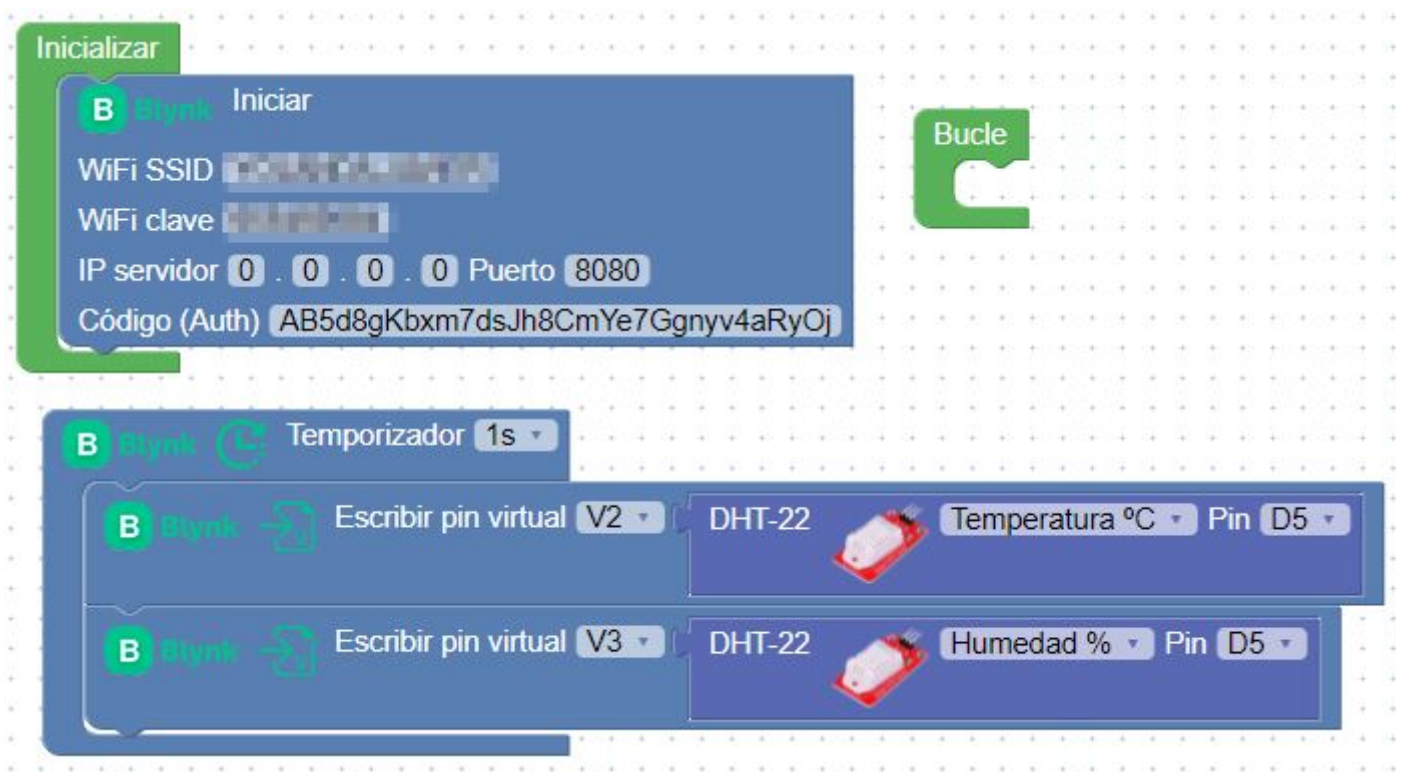 Inicializar
B Blynk Iniciar
WiFi SSID
WiFi clave
IP servidor 0 . 0 . 0 . 0 Puerto 8080
Código (Auth) AB5d8gKbxm7dsJh8CmYe7Ggnyv4aRyOj
Bucle
B Blynk Temporizador 1s
B Blynk Escribir pin virtual V2 DHT-22 Temperatura ºC Pin D5
B Blynk Escribir pin virtual V3 DHT-22 Humedad % Pin D5